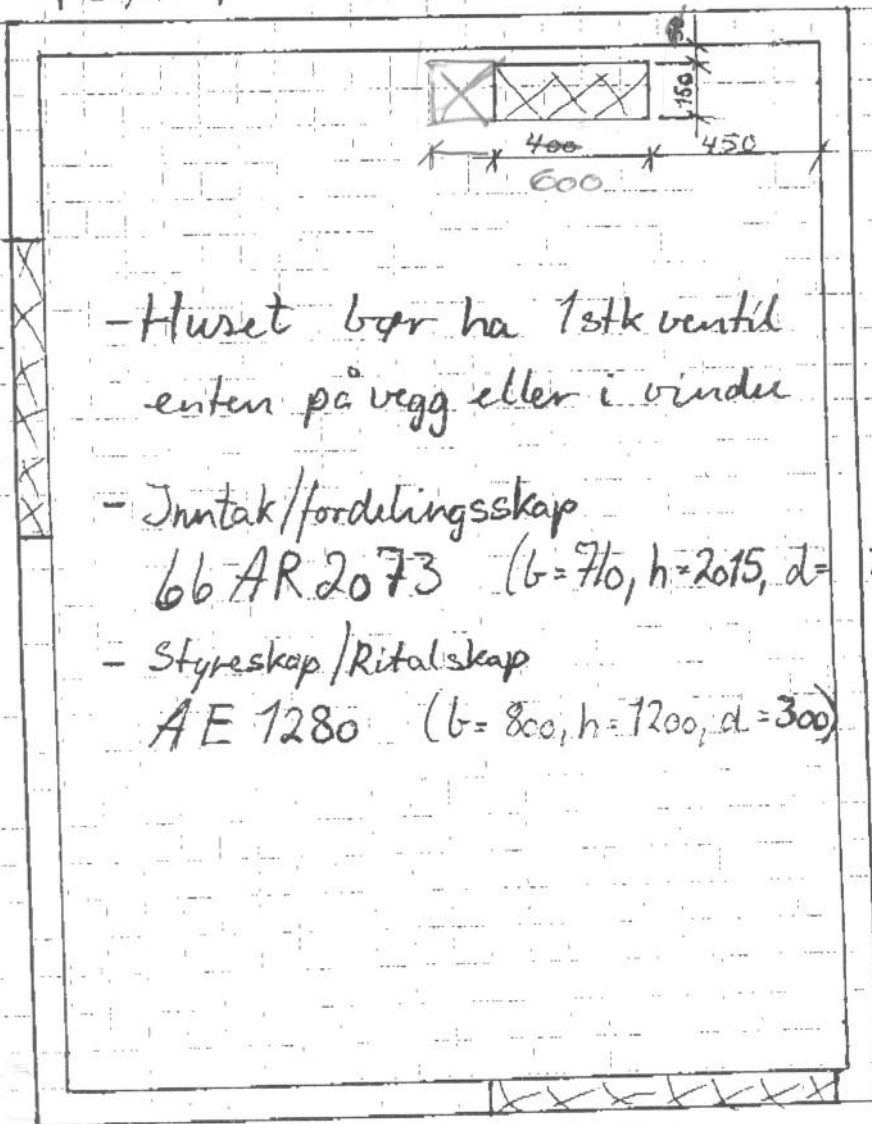 150
400
450
600
- Huset bør ha 1stk ventil
enten på vegg eller i vindu
- Inntak/fordelingsskap
66 AR 2073 (b=710, h=2015, d=
- Styreskap/Ritalskap
AE 1280 (b= 800, h= 1200, d =300)